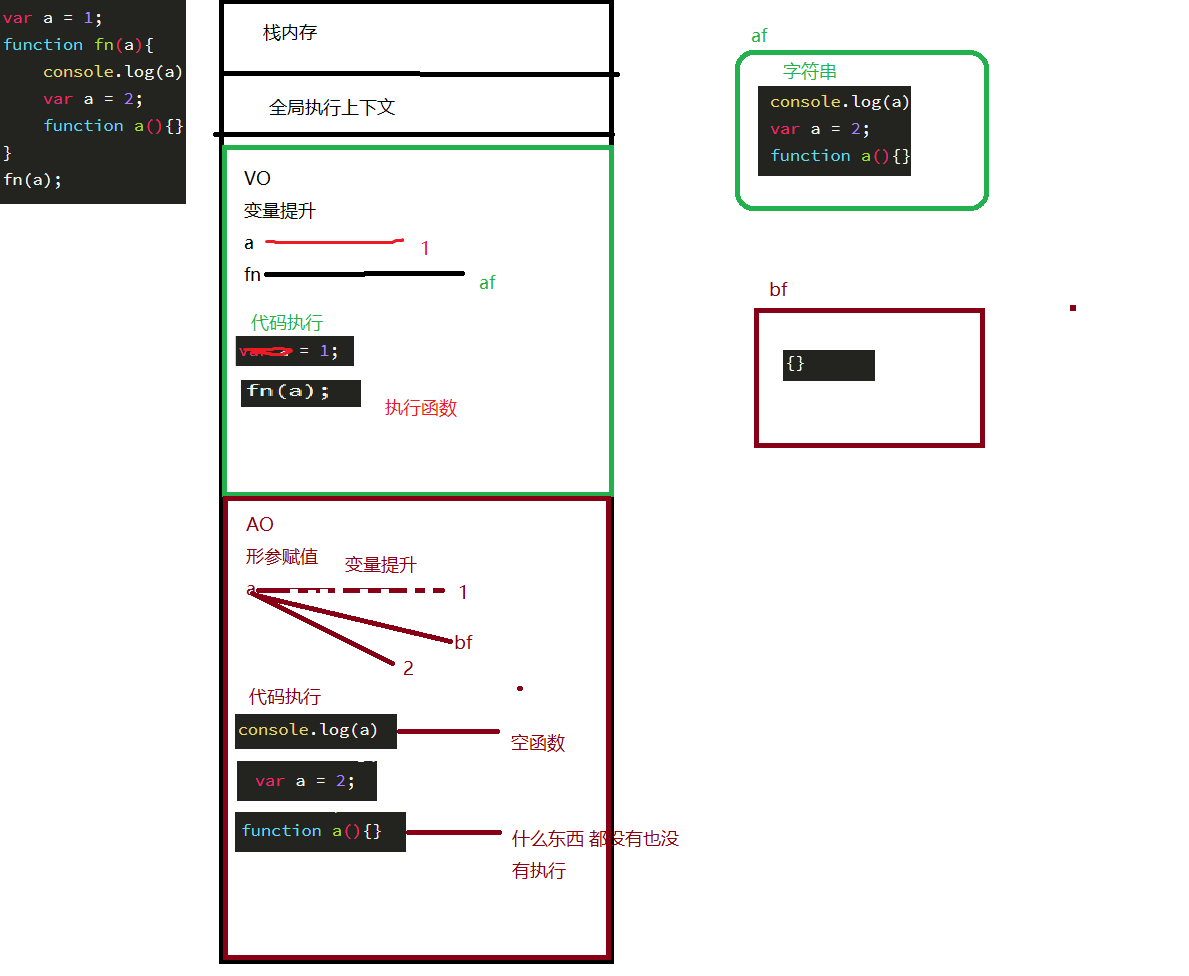 var a = 1;
function fn(a){
console.log(a)
var a = 2;
function a(){}
}
fn(a);
栈内存
全局执行上下文
VO
变量提升
a
1
fn
af
代码执行
= 1;
fn(a);
执行函数
AO
形参赋值
变量提升
a
1
bf
2
代码执行
console.log(a)
空函数
var a = 2;
function a(){}
什么东西 都没有也没
有执行
af
字符串
console.log(a)
var a = 2;
function a(){}
bf
{}